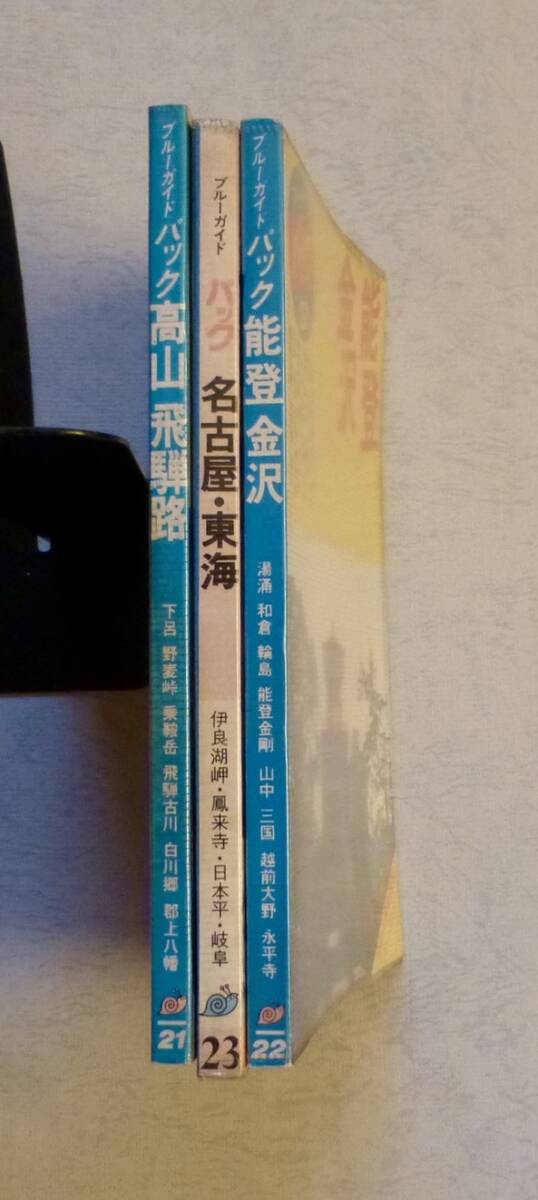 ブルーガイド パック 高山 飛騨路
下呂 野麦峠 乗鞍岳 飛騨古川 白川郷 郡上八幡
21
ブルーガイド パック 名古屋・東海
伊良湖岬・鳳来寺・日本平・岐阜
23
ブルーガイド パック 能登 金沢
湯涌 和倉 輪島 能登金剛 山中 三国 越前大野 永平寺
22
能登
金沢